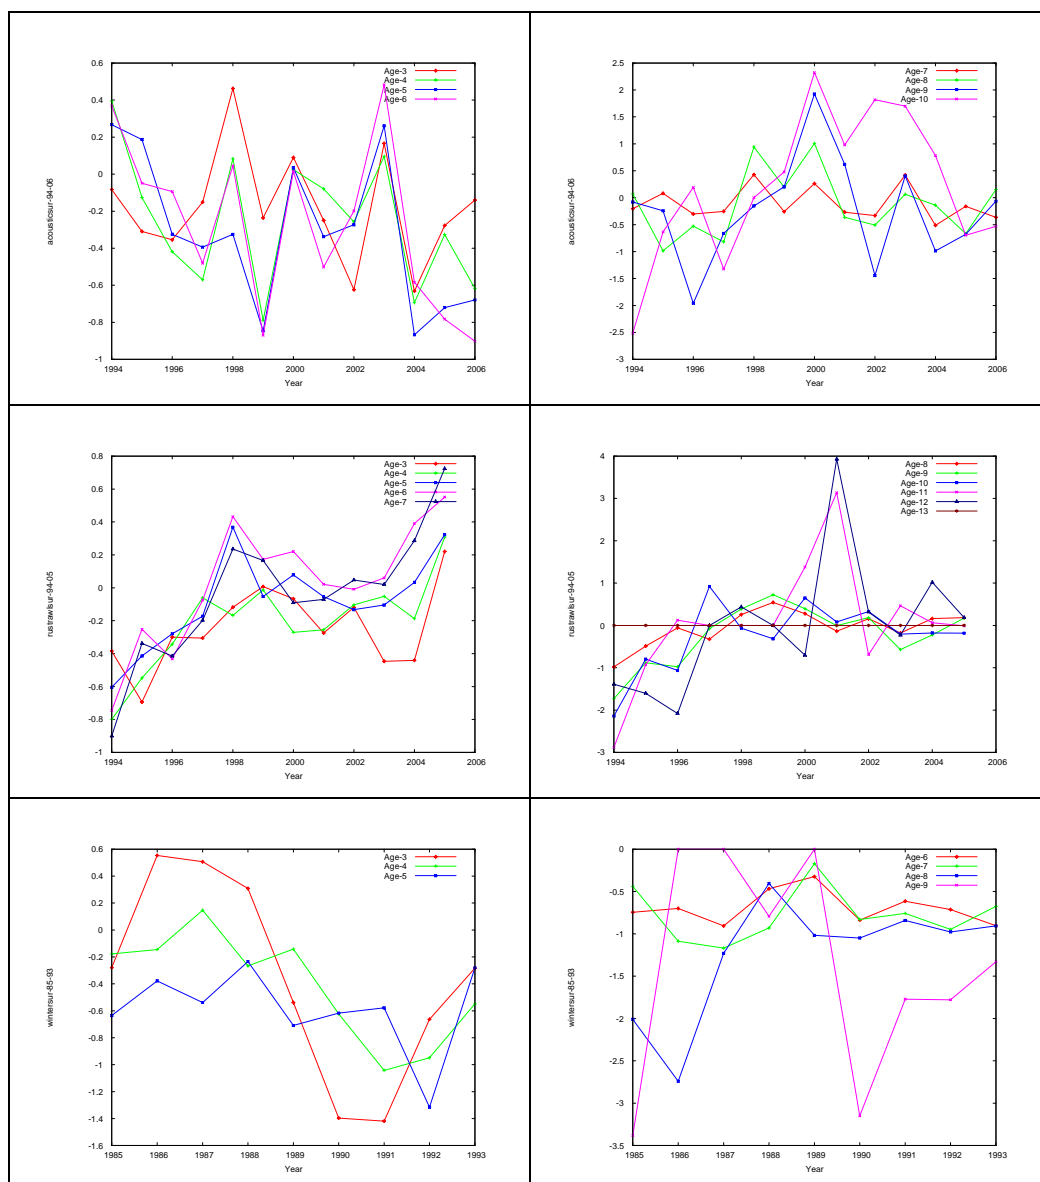 acousticsur-94-06
0.6
0.4
0.2
0
-0.2
-0.4
-0.6
-0.8
-1
Age-3
Age-4
Age-5
Age-6
1994 1996 1998 2000 2002 2004 2006
Year
acousticsur-94-06
2.5
2
1.5
1
0.5
0
-0.5
-1
-1.5
-2
-2.5
-3
Age-7
Age-8
Age-9
Age-10
1994 1996 1998 2000 2002 2004 2006
Year
rustrawlsur-94-05
0.8
0.6
0.4
0.2
0
-0.2
-0.4
-0.6
-0.8
-1
Age-3
Age-4
Age-5
Age-6
Age-7
1994 1996 1998 2000 2002 2004 2006
Year
rustrawlsur-94-05
4
3
2
1
0
-1
-2
-3
Age-8
Age-9
Age-10
Age-11
Age-12
Age-13
1994 1996 1998 2000 2002 2004 2006
Year
wintersur-85-93
0.6
0.4
0.2
0
-0.2
-0.4
-0.6
-0.8
-1
-1.2
-1.4
-1.6
Age-3
Age-4
Age-5
1985 1986 1987 1988 1989 1990 1991 1992 1993
Year
wintersur-85-93
0
-0.5
-1
-1.5
-2
-2.5
-3
-3.5
Age-6
Age-7
Age-8
Age-9
1985 1986 1987 1988 1989 1990 1991 1992 1993
Year